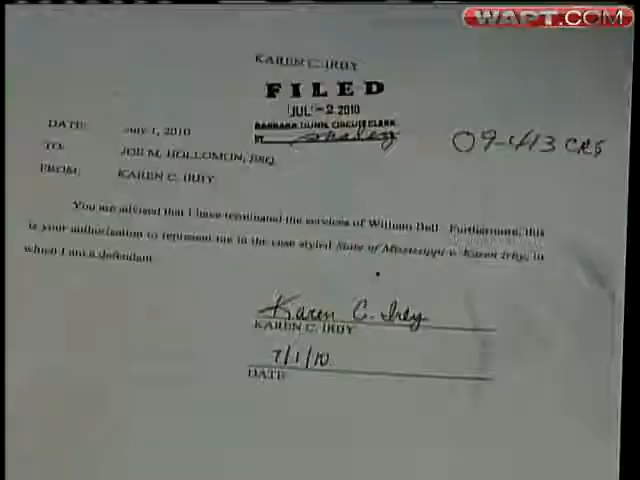 WAPT.COM
KAREN C. IRBY
FILED
JUL - 2 2010
BARBARA DUNN, CIRCUIT CLERK
BY
09-413 CRS
DATE: July 1, 2010
TO: JOE M. HOLLOMON, ESQ.
FROM: KAREN C. IRBY
You are advised that I have terminated the services of William Bell. Furthermore, this
is your authorization to represent me in the case styled State of Mississippi v. Karen Irby, in
which I am a defendant.
Karen C. Irby
KAREN C. IRBY
7/1/10
DATE